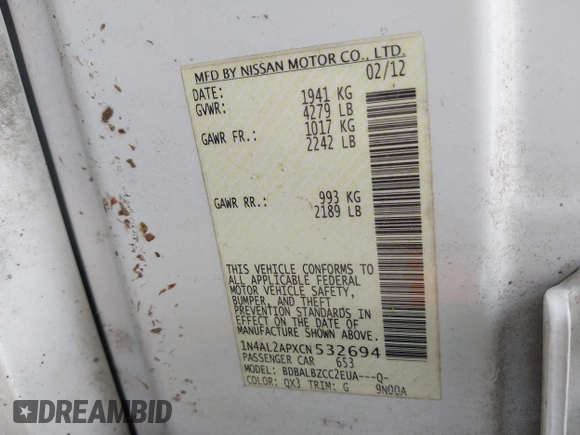 MFD BY NISSAN MOTOR CO., LTD.
DATE: 02/12
GVWR: 1941 KG
4279 LB
GAWR FR.: 1017 KG
2242 LB
GAWR RR.: 993 KG
2189 LB
THIS VEHICLE CONFORMS TO
ALL APPLICABLE FEDERAL
MOTOR VEHICLE SAFETY,
BUMPER, AND THEFT
PREVENTION STANDARDS IN
EFFECT ON THE DATE OF
MANUFACTURE SHOWN ABOVE.
1N4AL2APXCN532694
PASSENGER CAR 653
MODEL: BDBALBZCC2EUA---Q-
COLOR: QX3 TRIM: G 9N00A
© RAMDAMBID.COM